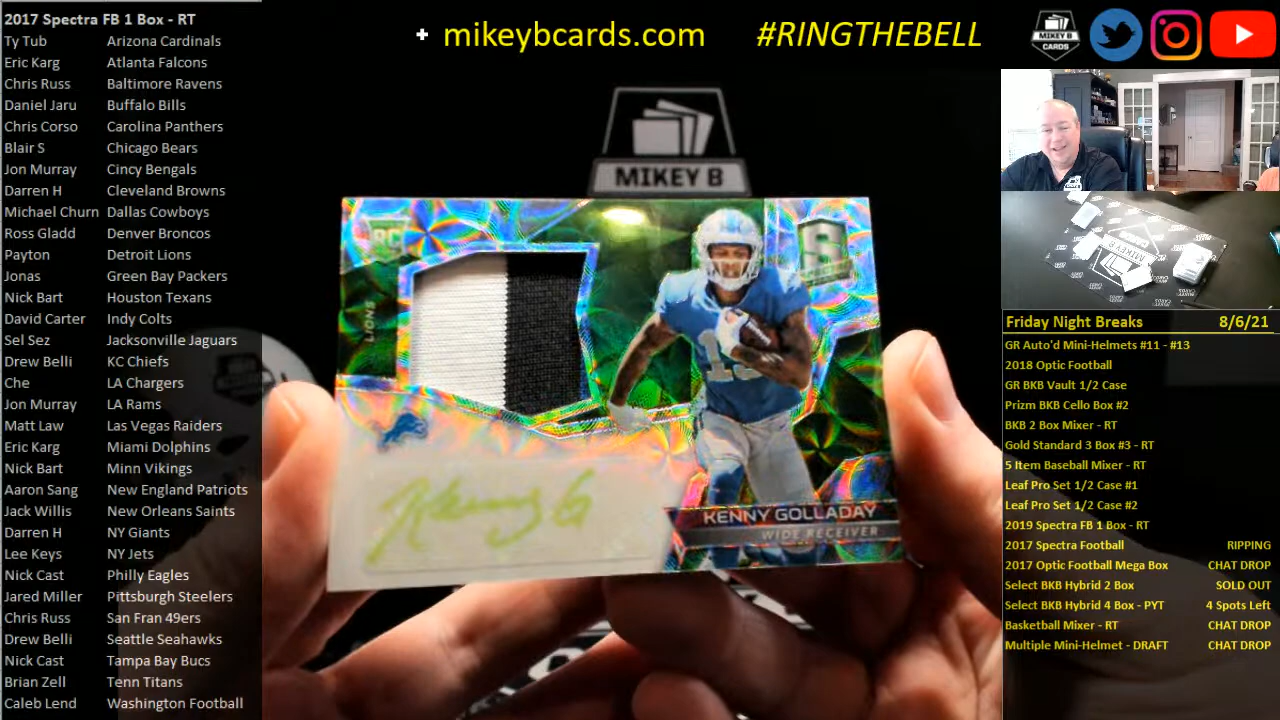 2017 Spectra FB 1 Box - RT
Ty Tub Arizona Cardinals
Eric Karg Atlanta Falcons
Chris Russ Baltimore Ravens
Daniel Jaru Buffalo Bills
Chris Corso Carolina Panthers
Blair S Chicago Bears
Jon Murray Cincy Bengals
Darren H Cleveland Browns
Michael Churn Dallas Cowboys
Ross Gladd Denver Broncos
Payton Detroit Lions
Jonas Green Bay Packers
Nick Bart Houston Texans
David Carter Indy Colts
Sel Sez Jacksonville Jaguars
Drew Belli KC Chiefs
Che LA Chargers
Jon Murray LA Rams
Matt Law Las Vegas Raiders
Eric Karg Miami Dolphins
Nick Bart Minn Vikings
Aaron Sang New England Patriots
Jack Willis New Orleans Saints
Darren H NY Giants
Lee Keys NY Jets
Nick Cast Philly Eagles
Jared Miller Pittsburgh Steelers
Chris Russ San Fran 49ers
Drew Belli Seattle Seahawks
Nick Cast Tampa Bay Bucs
Brian Zell Tenn Titans
Caleb Lend Washington Football
+ mikeybcards.com #RINGTHEBELL
MIKEY B
CARDS
MIKEY B
RC
LIONS
S
15
Kenny G
KENNY GOLLADAY
WIDE RECEIVER
MIKEY B
Friday Night Breaks 8/6/21
GR Auto'd Mini-Helmets #11 - #13
2018 Optic Football
GR BKB Vault 1/2 Case
Prizm BKB Cello Box #2
BKB 2 Box Mixer - RT
Gold Standard 3 Box #3 - RT
5 Item Baseball Mixer - RT
Leaf Pro Set 1/2 Case #1
Leaf Pro Set 1/2 Case #2
2019 Spectra FB 1 Box - RT
2017 Spectra Football RIPPING
2017 Optic Football Mega Box CHAT DROP
Select BKB Hybrid 2 Box SOLD OUT
Select BKB Hybrid 4 Box - PYT 4 Spots Left
Basketball Mixer - RT CHAT DROP
Multiple Mini-Helmet - DRAFT CHAT DROP